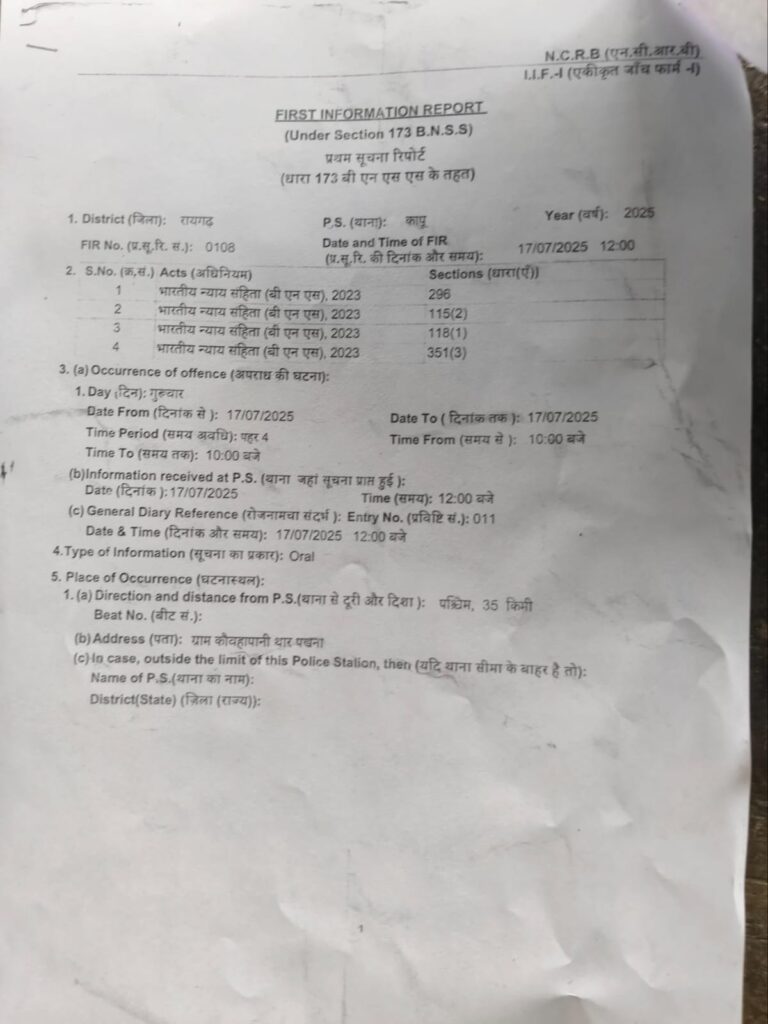 N.C.R.B (एन.सी.आर.बी)
I.I.F.-I (एकीकृत जाँच फार्म -I)
FIRST INFORMATION REPORT
(Under Section 173 B.N.S.S)
प्रथम सूचना रिपोर्ट
(धारा 173 बी एन एस एस के तहत)
1. District (जिला): रायगढ़ P.S. (थाना): कापू Year (वर्ष): 2025
FIR No. (प्र.सू.रि. सं.): 0108 Date and Time of FIR (प्र.सू.रि. की दिनांक और समय): 17/07/2025 12:00
2. S.No. (क्र.सं.) Acts (अधिनियम) Sections (धारा(एँ))
1 भारतीय न्याय संहिता (बी एन एस), 2023 296
2 भारतीय न्याय संहिता (बी एन एस), 2023 115(2)
3 भारतीय न्याय संहिता (बी एन एस), 2023 118(1)
4 भारतीय न्याय संहिता (बी एन एस), 2023 351(3)
3. (a) Occurrence of offence (अपराध की घटना):
1. Day (दिन): गुरुवार
Date From (दिनांक से ): 17/07/2025 Date To ( दिनांक तक ): 17/07/2025
Time Period (समय अवधि): पहर 4 Time From (समय से ): 10:00 बजे
Time To (समय तक): 10:00 बजे
(b)Information received at P.S. (थाना जहां सूचना प्राप्त हुई ):
Date (दिनांक ): 17/07/2025 Time (समय): 12:00 बजे
(c) General Diary Reference (रोजनामचा संदर्भ ): Entry No. (प्रविष्टि सं.): 011
Date & Time (दिनांक और समय): 17/07/2025 12:00 बजे
4.Type of Information (सूचना का प्रकार): Oral
5. Place of Occurrence (घटनास्थल):
1. (a) Direction and distance from P.S.(थाना से दूरी और दिशा ): पश्चिम, 35 किमी
Beat No. (बीट सं.):
(b) Address (पता): ग्राम कौवहापानी थार पखना
(c) In case, outside the limit of this Police Station, then (यदि थाना सीमा के बाहर है तो):
Name of P.S.(थाना का नाम):
District(State) (ज़िला (राज्य)):
1